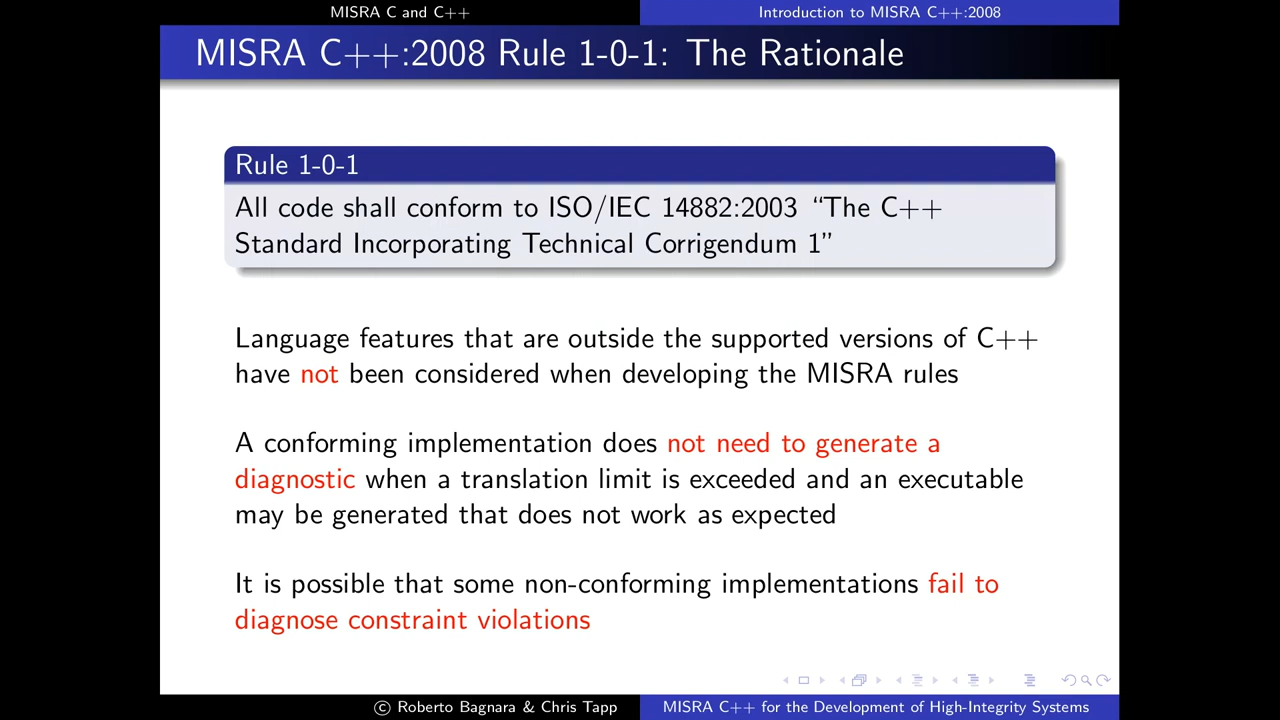 MISRA C and C++
Introduction to MISRA C++:2008
MISRA C++:2008 Rule 1-0-1: The Rationale
Rule 1-0-1
All code shall conform to ISO/IEC 14882:2003 “The C++
Standard Incorporating Technical Corrigendum 1”
Language features that are outside the supported versions of C++
have not been considered when developing the MISRA rules
A conforming implementation does not need to generate a
diagnostic when a translation limit is exceeded and an executable
may be generated that does not work as expected
It is possible that some non-conforming implementations fail to
diagnose constraint violations
© Roberto Bagnara & Chris Tapp
MISRA C++ for the Development of High-Integrity Systems